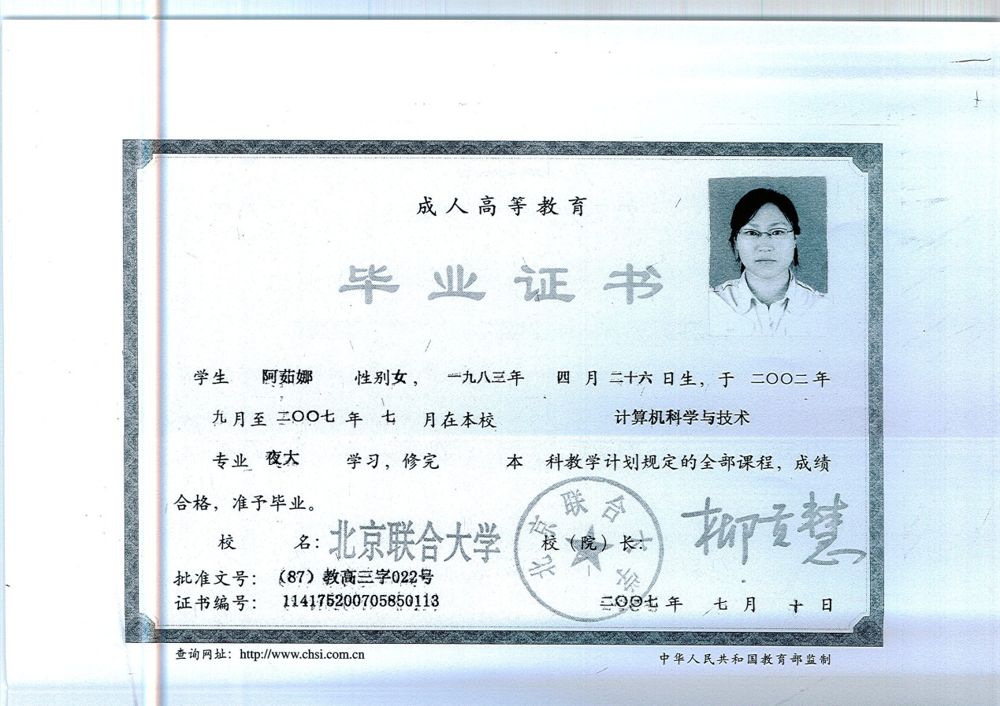 成人高等教育
毕业证书
学生 阿茹娜 性别女， 一九八三年 四 月 二十六 日生，于 二〇〇二年
九月至 二〇〇七 年 七 月在本校 计算机科学与技术
专业 夜大 学习，修完 本 科教学计划规定的全部课程，成绩
合格，准予毕业。
校 名：北京联合大学 校（院）长：柳贡慧
北京联合大学
批准文号：（87）教高三字022号
证书编号： 114175200705850113
二〇〇七 年 七 月 十 日
查询网址：http://www.chsi.com.cn
中华人民共和国教育部监制